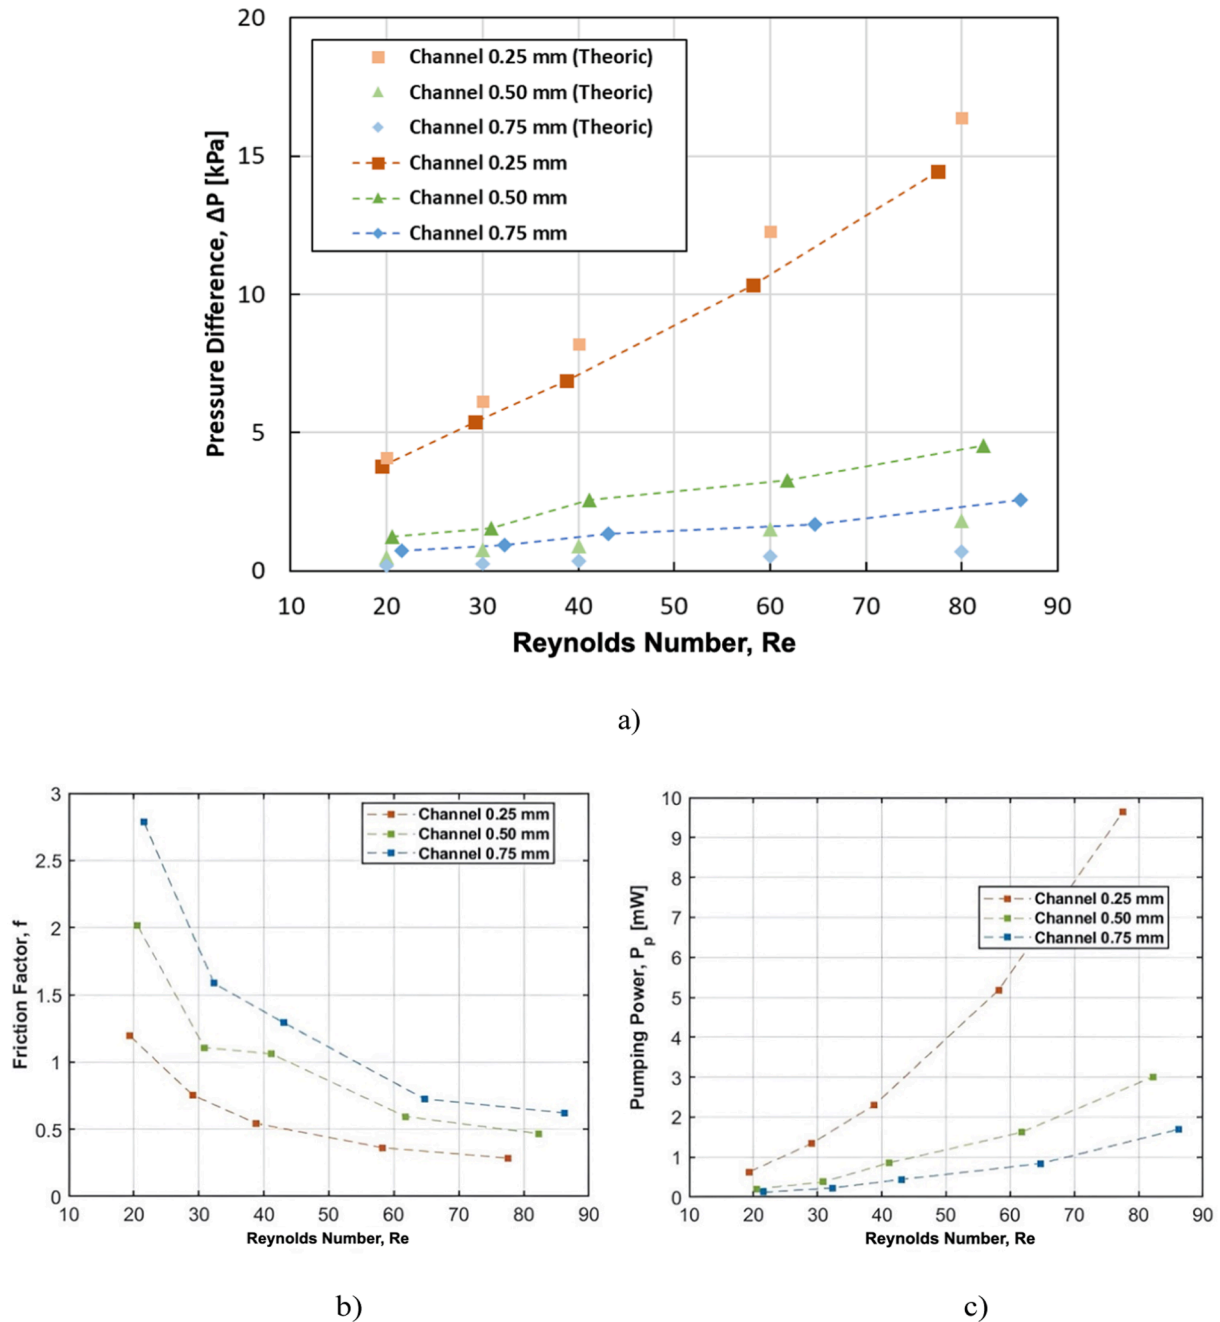 20
15
10
5
0
Pressure Difference, ΔP [kPa]
Channel 0.25 mm (Theoric)
Channel 0.50 mm (Theoric)
Channel 0.75 mm (Theoric)
Channel 0.25 mm
Channel 0.50 mm
Channel 0.75 mm
10 20 30 40 50 60 70 80 90
Reynolds Number, Re
a)
3
2.5
2
1.5
1
0.5
0
Friction Factor, f
Channel 0.25 mm
Channel 0.50 mm
Channel 0.75 mm
10 20 30 40 50 60 70 80 90
Reynolds Number, Re
b)
10
9
8
7
6
5
4
3
2
1
0
Pumping Power, Pp [mW]
Channel 0.25 mm
Channel 0.50 mm
Channel 0.75 mm
10 20 30 40 50 60 70 80 90
Reynolds Number, Re
c)